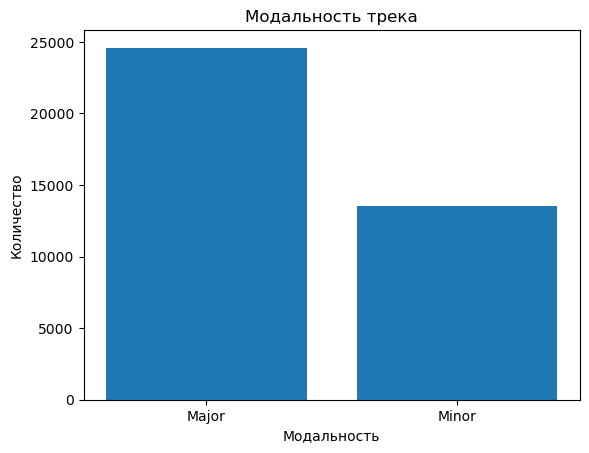 Модальность трека
Количество
25000
20000
15000
10000
5000
0
Major
Minor
Модальность